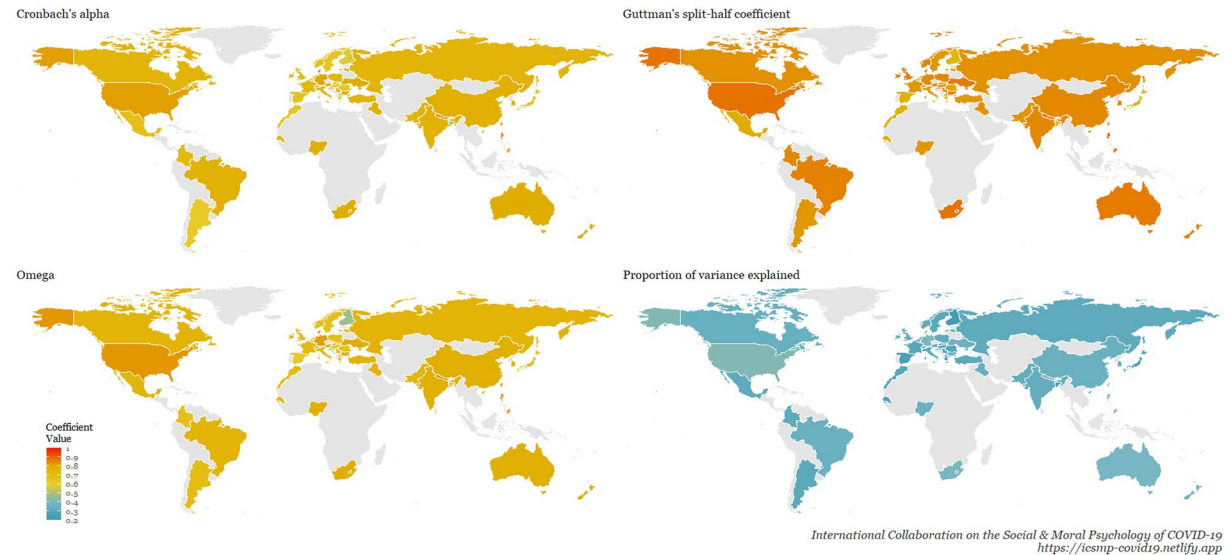 Cronbach's alpha
Guttman's split-half coefficient
Omega
Proportion of variance explained
Coefficient
Value
1
0.9
0.8
0.7
0.6
0.5
0.4
0.3
0.2
International Collaboration on the Social & Moral Psychology of COVID-19
https://icsmp-covid19.netlify.app